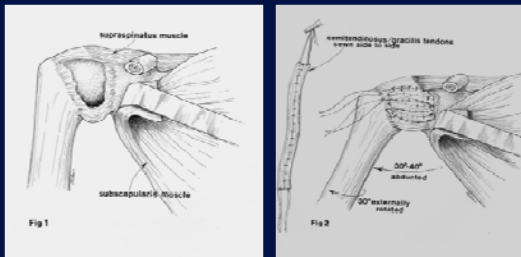 supraspinatus muscle
subscapularis muscle
Fig 1
semitendinosus/gracilis tendons
sewn side to side
30°-40°
abducted
30° externally
rotated
Fig 2